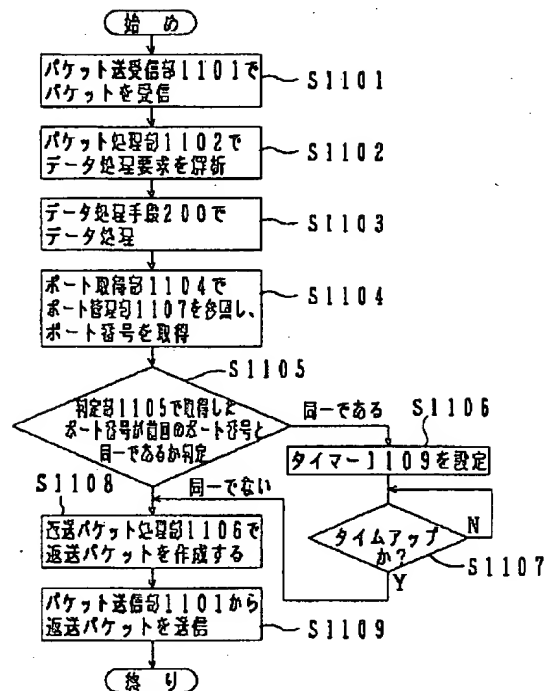 始め
パケット送受信部1101で
パケットを受信
S1101
パケット処理部1102で
データ処理要求を解析
S1102
データ処理手段200で
データ処理
S1103
ポート取得部1104で
ポート管理部1107を参照し、
ポート番号を取得
S1104
S1105
判定部1105で取得した
ポート番号が前回のポート番号と
同一であるか判定
同一である
S1106
タイマー1109を設定
S1108
同一でない
返送パケット処理部1106で
返送パケットを作成する
タイムアップ
か?
N
Y
S1107
パケット送信部1101から
返送パケットを送信
S1109
終り